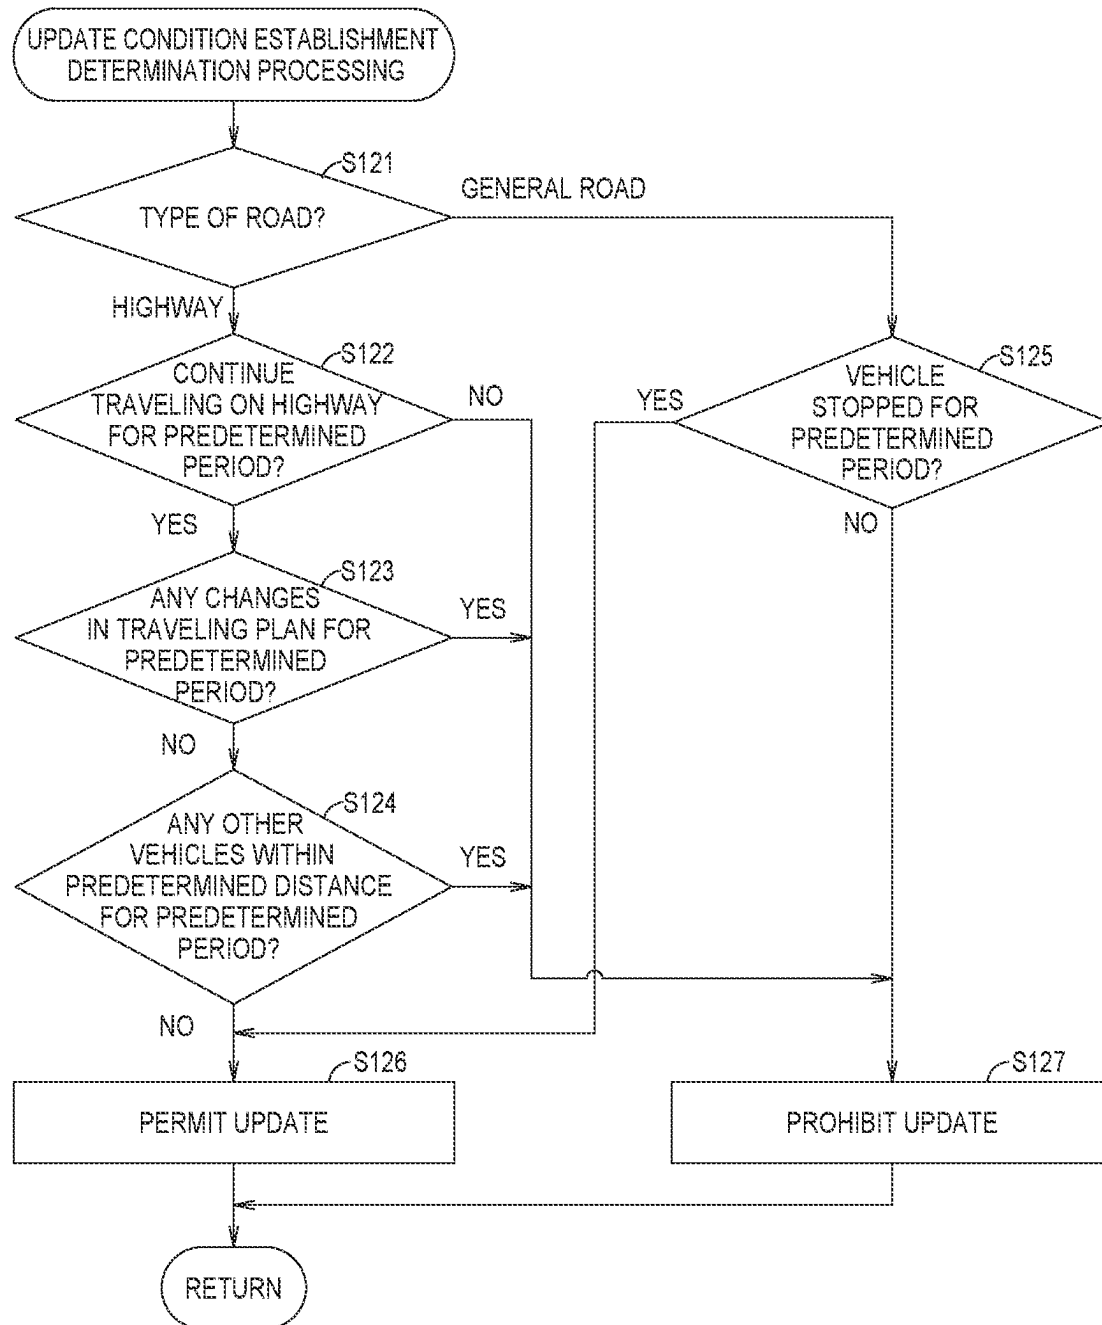 UPDATE CONDITION ESTABLISHMENT
DETERMINATION PROCESSING
S121
TYPE OF ROAD?
GENERAL ROAD
HIGHWAY
S122
CONTINUE
TRAVELING ON HIGHWAY
FOR PREDETERMINED
PERIOD?
NO
YES
S125
VEHICLE
STOPPED FOR
PREDETERMINED
PERIOD?
YES
NO
S123
ANY CHANGES
IN TRAVELING PLAN FOR
PREDETERMINED
PERIOD?
YES
NO
S124
ANY OTHER
VEHICLES WITHIN
PREDETERMINED DISTANCE
FOR PREDETERMINED
PERIOD?
YES
NO
S126
PERMIT UPDATE
S127
PROHIBIT UPDATE
RETURN